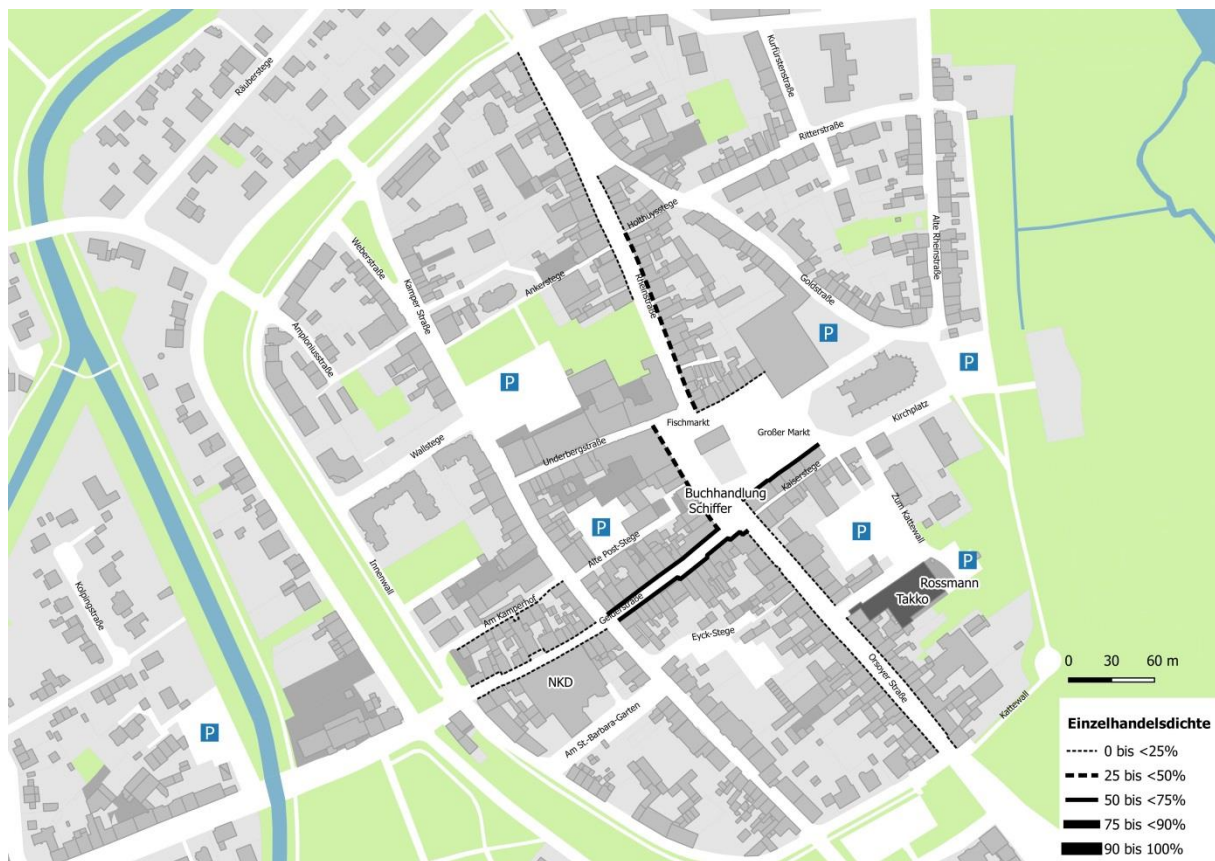 Räuberstege
Kurfürstenstraße
Ritterstraße
Holthuysstege
Weberstraße
Alte Rheinstraße
Kamper Straße
Ankerstege
Rheinstraße
Goldstraße
P
Amploniusstraße
P
P
Kirchplatz
Fischmarkt
Großer Markt
Wallstege
Underbergstraße
Kaiserstege
Buchhandlung
Schiffer
Zum Kattewall
P
P
Alte Post-Stege
P
Rossmann
Takko
Innenwall
Kolpingstraße
Am Kamperhof
Gelderstraße
Eyck-Stege
Orsoyer Straße
NKD
0 30 60 m
Kattewall
P
Am St.-Barbara-Garten
Einzelhandelsdichte
0 bis <25%
25 bis <50%
50 bis <75%
75 bis <90%
90 bis 100%